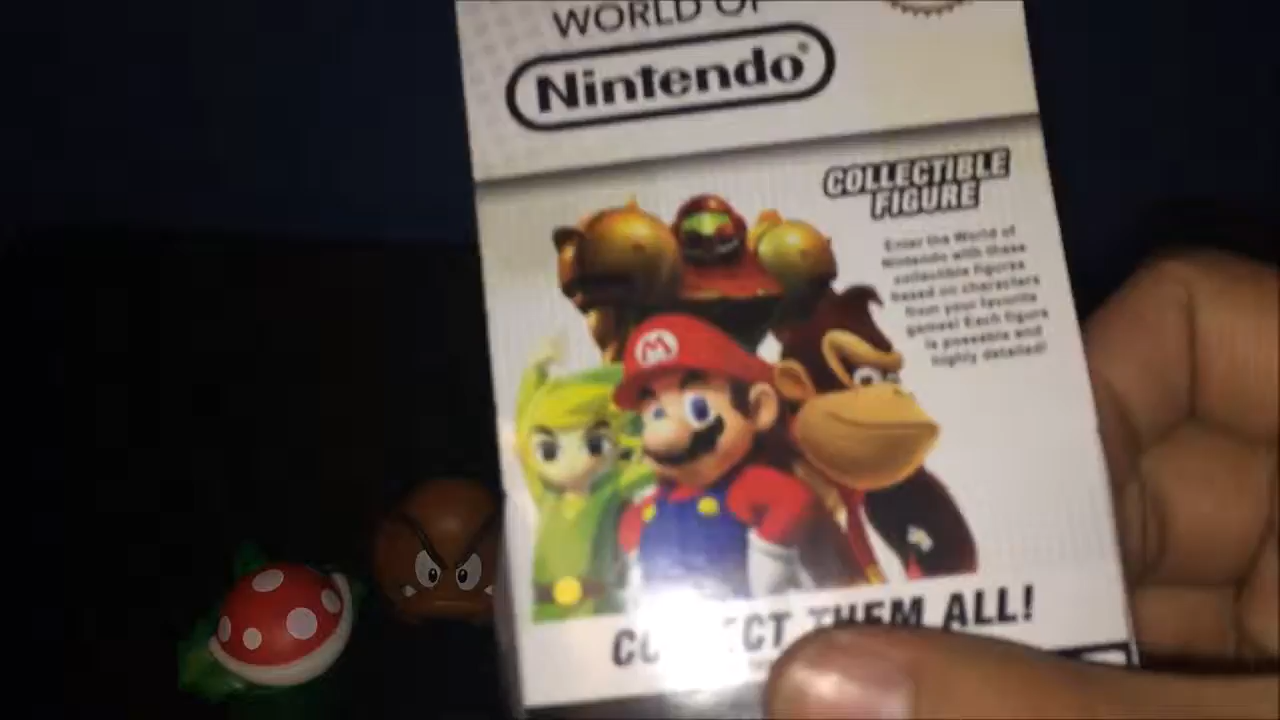 WORLD OF
Nintendo®
COLLECTIBLE
FIGURE
Enter the World of
Nintendo with these
collectible figures
based on characters
from your favorite
games! Each figure
is poseable and
highly detailed!
M
COLLECT THEM ALL!